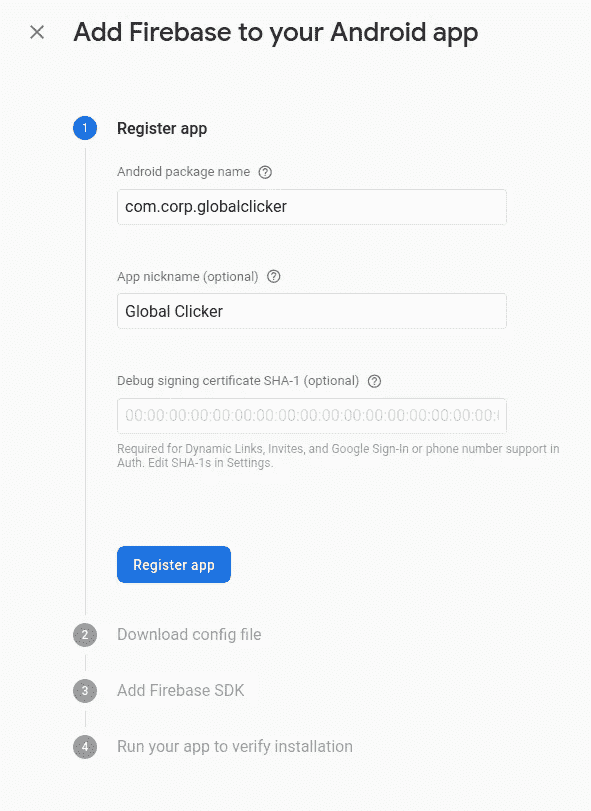 Add Firebase to your Android app
1 Register app
Android package name
com.corp.globalclicker
App nickname (optional)
Global Clicker
Debug signing certificate SHA-1 (optional)
00:00:00:00:00:00:00:00:00:00:00:00:00:00:00:00:00:
Required for Dynamic Links, Invites, and Google Sign-In or phone number support in
Auth. Edit SHA-1s in Settings.
Register app
2 Download config file
3 Add Firebase SDK
4 Run your app to verify installation